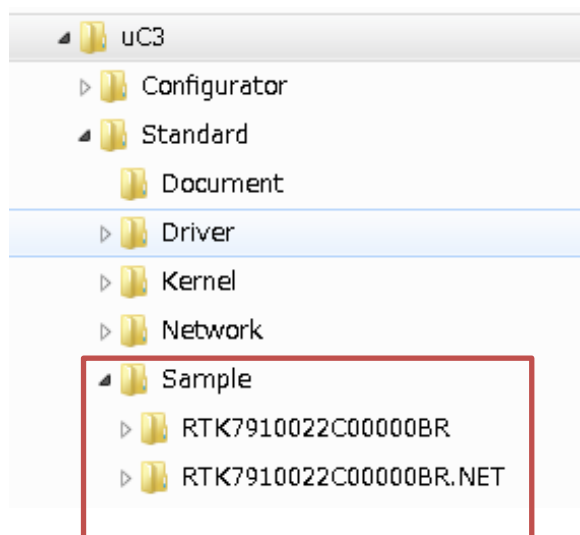 uC3
Configurator
Standard
Document
Driver
Kernel
Network
Sample
RTK7910022C00000BR
RTK7910022C00000BR.NET